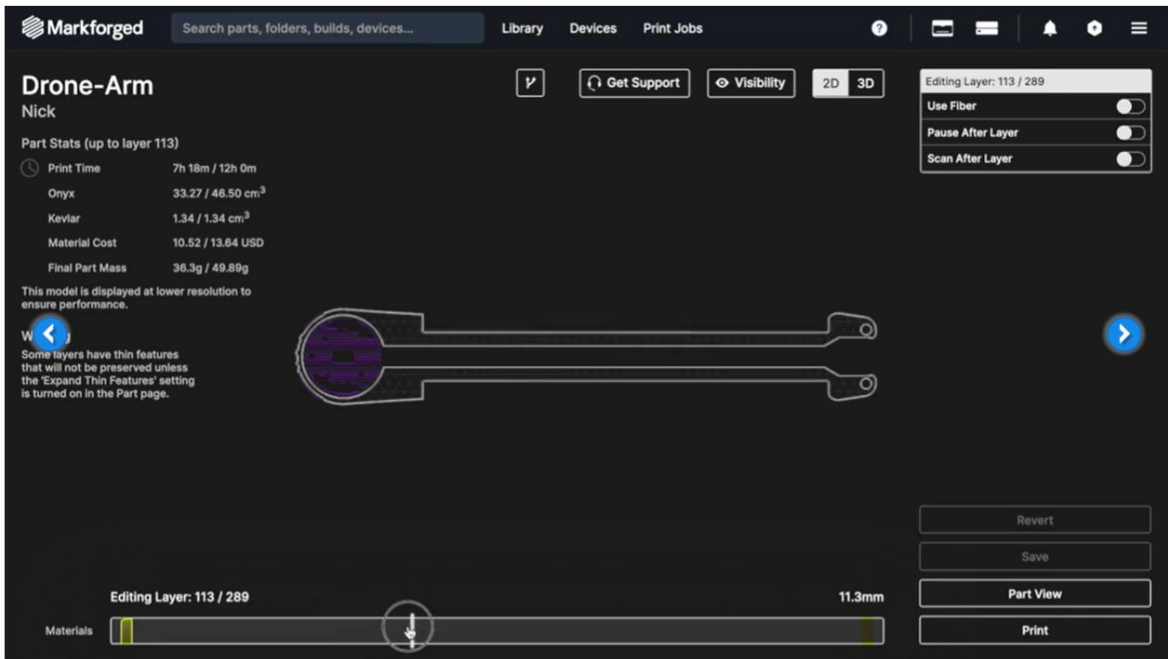 Markforged
Search parts, folders, builds, devices...
Library
Devices
Print Jobs
?
Drone-Arm
Nick
Get Support
Visibility
2D 3D
Part Stats (up to layer 113)
Print Time 7h 18m / 12h 0m
Onyx 33.27 / 46.50 cm³
Kevlar 1.34 / 1.34 cm³
Material Cost 10.52 / 13.64 USD
Final Part Mass 36.3g / 49.89g
This model is displayed at lower resolution to
ensure performance.
Some layers have thin features
that will not be preserved unless
the 'Expand Thin Features' setting
is turned on in the Part page.
Editing Layer: 113 / 289
Use Fiber
Pause After Layer
Scan After Layer
Revert
Save
Part View
Print
Editing Layer: 113 / 289
11.3mm
Materials